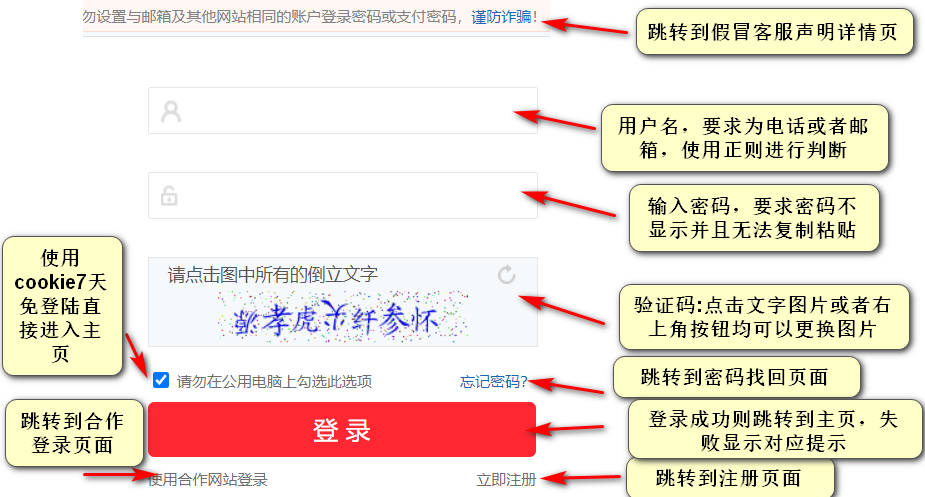 勿设置与邮箱及其他网站相同的账户登录密码或支付密码，谨防诈骗！
跳转到假冒客服声明详情页
用户名，要求为电话或者邮
箱，使用正则进行判断
输入密码，要求密码不
显示并且无法复制粘贴
使用
cookie7天
免登陆直
接进入主
页
请点击图中所有的倒立文字
孝虎
参怀
验证码:点击文字图片或者右
上角按钮均可以更换图片
请勿在公用电脑上勾选此选项
忘记密码?
跳转到密码找回页面
跳转到合作
登录页面
登录
登录成功则跳转到主页，失
败显示对应提示
使用合作网站登录
立即注册
跳转到注册页面